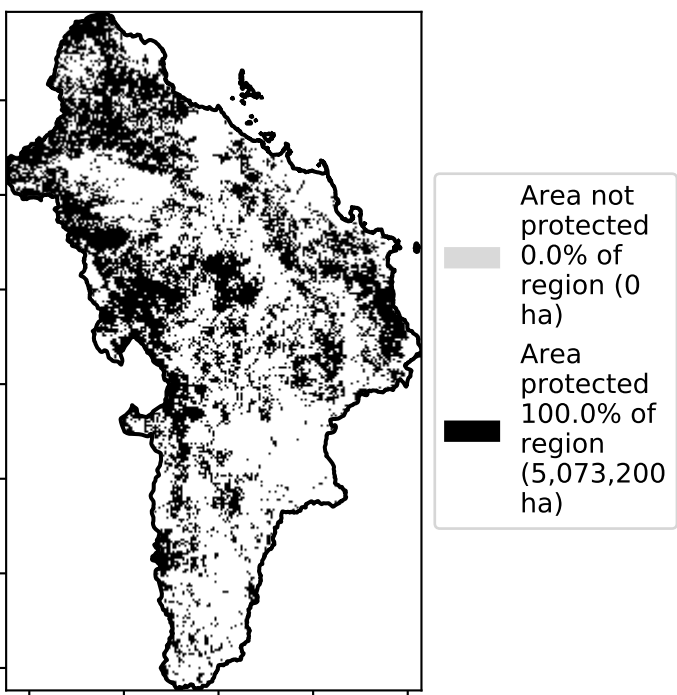 Area not
protected
0.0% of
region (0
ha)
Area
protected
100.0% of
region
(5,073,200
ha)